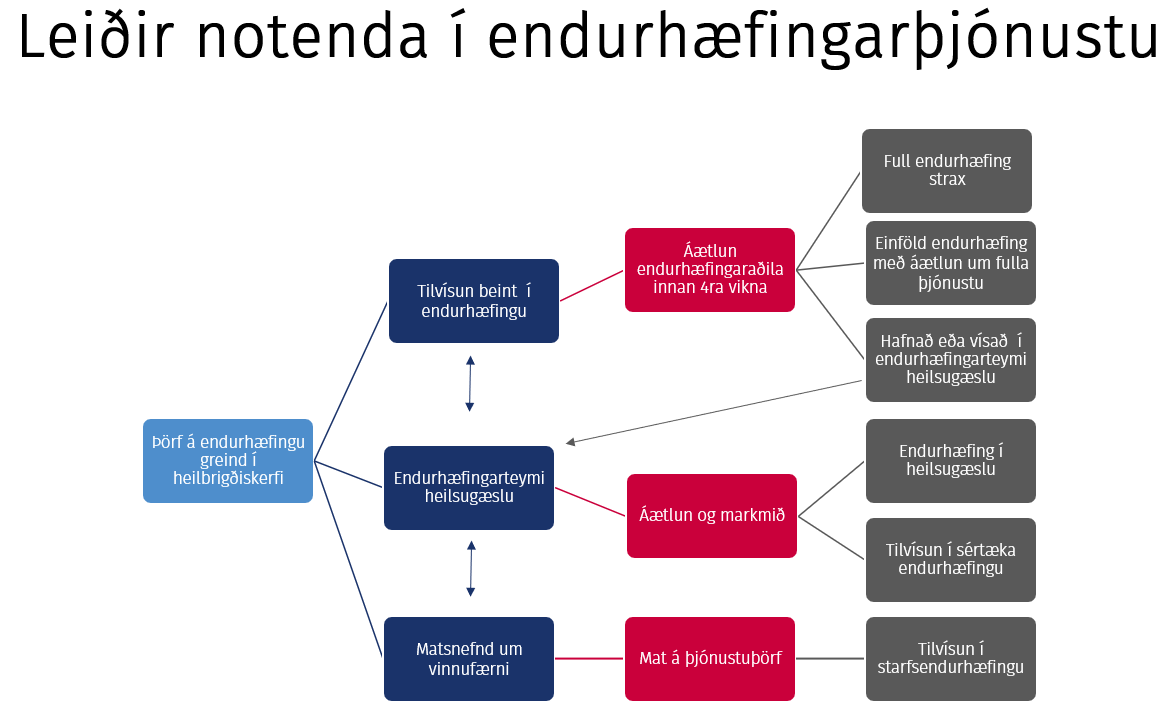 Leiðir notenda í endurhæfingarþjónustu
Þörf á endurhæfingu
greind í
heilbrigðiskerfi
Tilvísun beint í
endurhæfingu
Endurhæfingarteymi
heilsugæslu
Matsnefnd um
vinnufærni
Áætlun
endurhæfingaraðila
innan 4ra vikna
Áætlun og markmið
Mat á þjónustuþörf
Full endurhæfing
strax
Einföld endurhæfing
með áætlun um fulla
þjónustu
Hafnað eða vísað í
endurhæfingarteymi
heilsugæslu
Endurhæfing í
heilsugæslu
Tilvísun í sértæka
endurhæfingu
Tilvísun í
starfsendurhæfingu